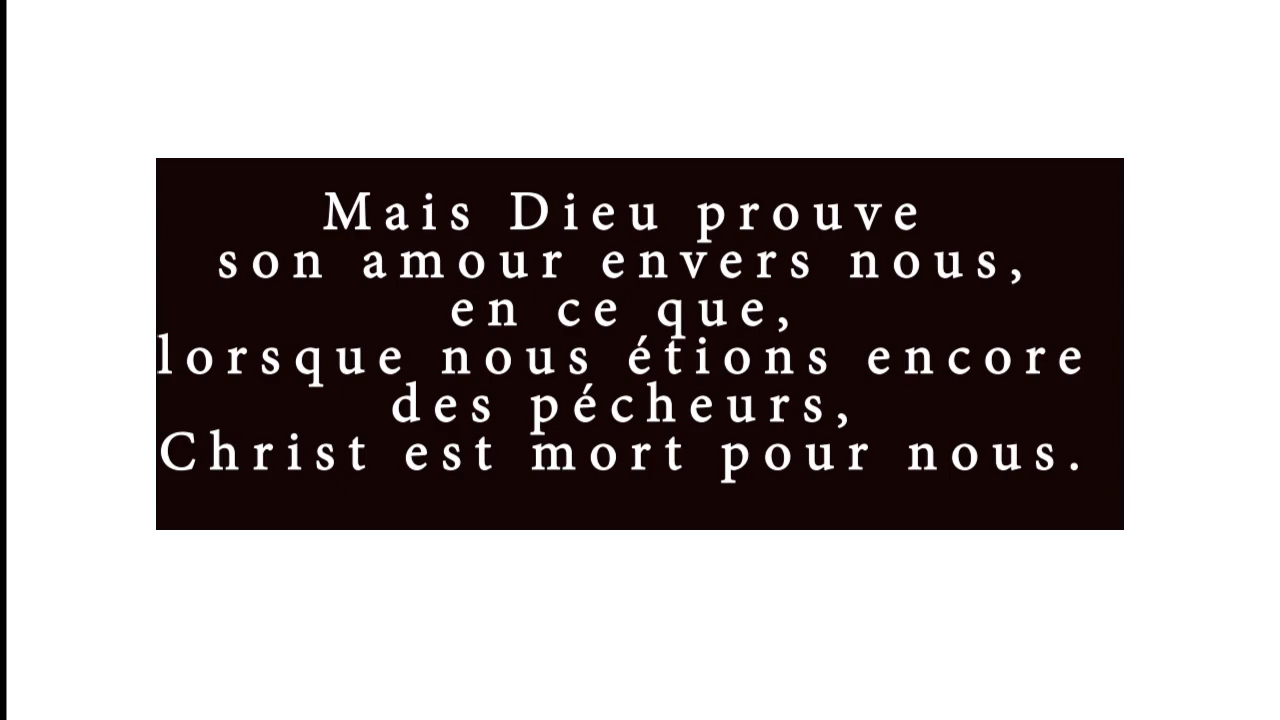 Mais Dieu prouve
son amour envers nous,
en ce que,
lorsque nous étions encore
des pécheurs,
Christ est mort pour nous.